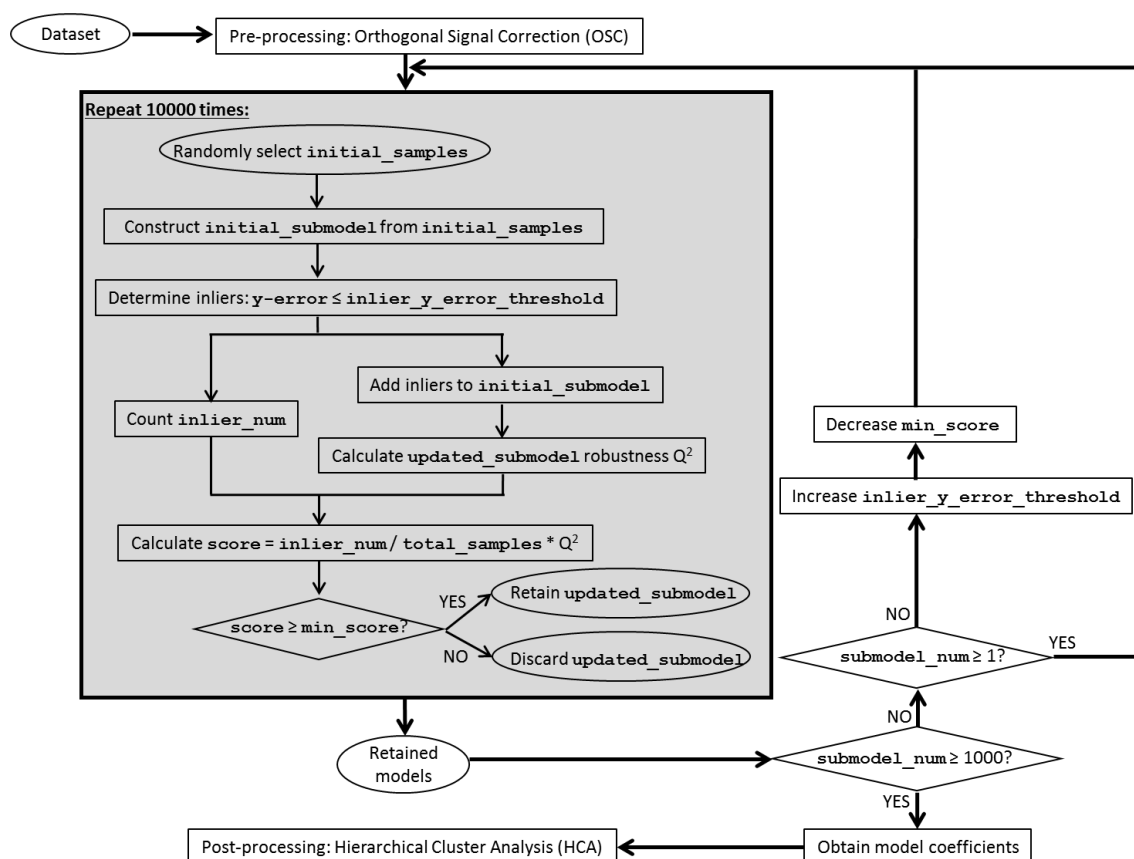 Dataset
Pre-processing: Orthogonal Signal Correction (OSC)
Repeat 10000 times:
Randomly select initial_samples
Construct initial_submodel from initial_samples
Determine inliers: y-error ≤ inlier_y_error_threshold
Add inliers to initial_submodel
Count inlier_num
Calculate updated_submodel robustness Q²
Calculate score = inlier_num / total_samples * Q²
score ≥ min_score?
YES
Retain updated_submodel
NO
Discard updated_submodel
Retained
models
submodel_num ≥ 1000?
NO
submodel_num ≥ 1?
YES
NO
Increase inlier_y_error_threshold
Decrease min_score
YES
Obtain model coefficients
Post-processing: Hierarchical Cluster Analysis (HCA)